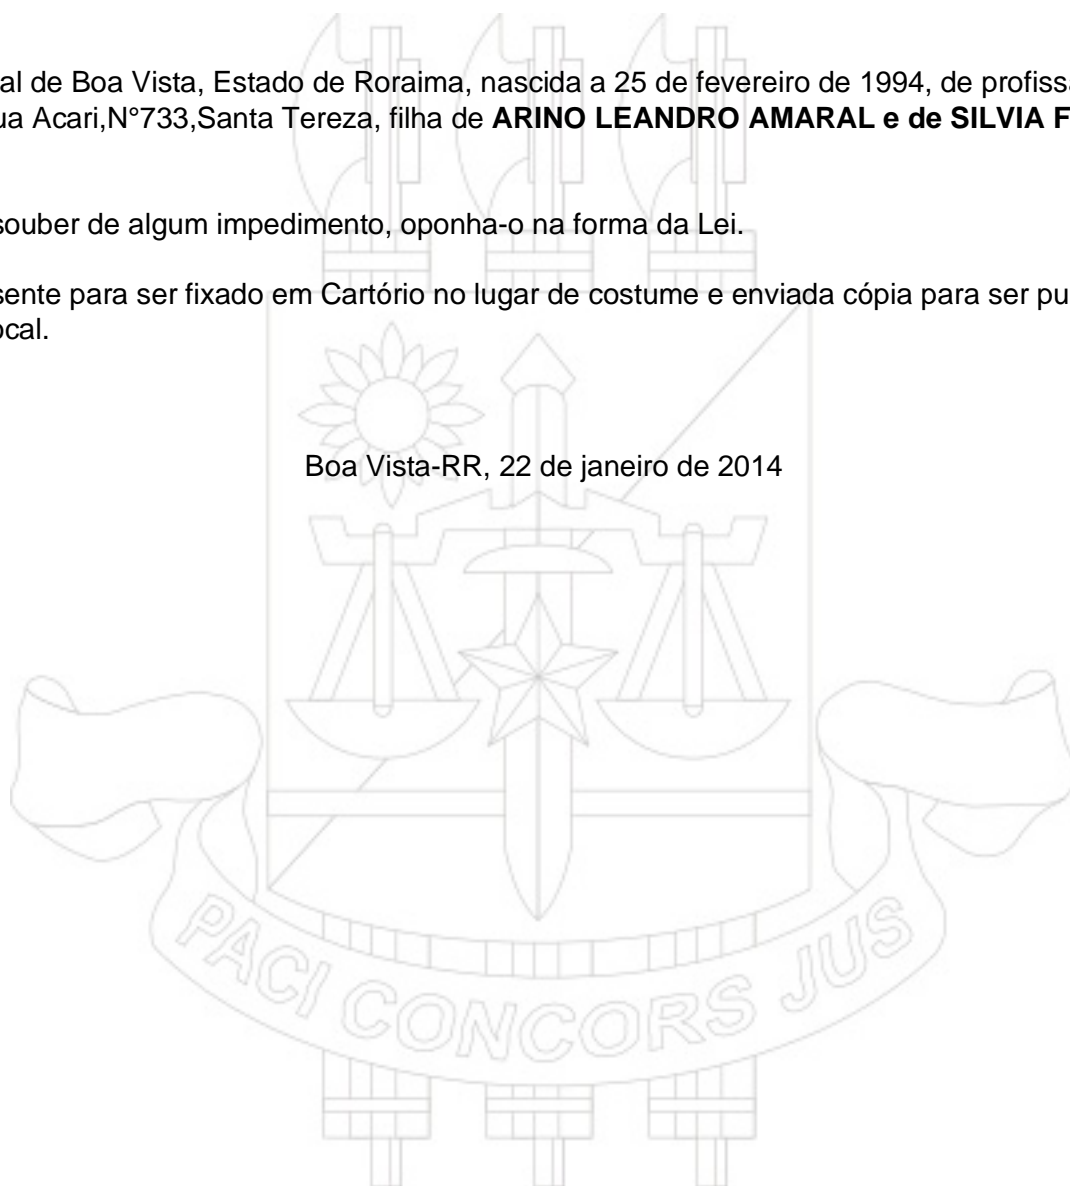 al de Boa Vista, Estado de Roraima, nascida a 25 de fevereiro de 1994, de profiss
ua Acari,N°733,Santa Tereza, filha de ARINO LEANDRO AMARAL e de SILVIA F
souber de algum impedimento, oponha-o na forma da Lei.
sente para ser fixado em Cartório no lugar de costume e enviada cópia para ser pu
ocal.
Boa Vista-RR, 22 de janeiro de 2014
PACI CONCORS JUS